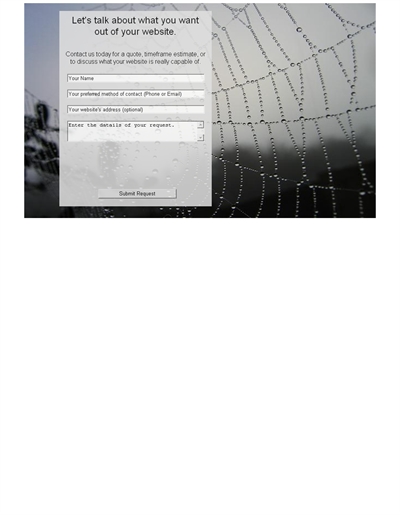 Let's talk about what you want
out of your website.
Contact us today for a quote, timeframe estimate, or
to discuss what your website is really capable of.
Your Name
Your preferred method of contact (Phone or Email)
Your website's address (optional)
Enter the details of your request.
Submit Request